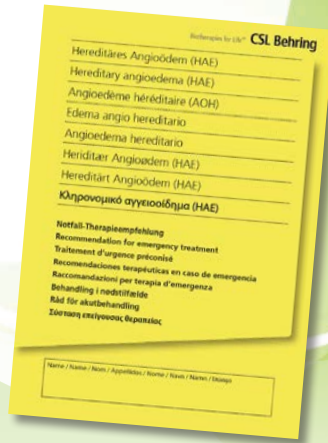 Biotherapies for Life™ CSL Behring
Hereditäres Angioödem (HAE)
Hereditary angioedema (HAE)
Angioedème héréditaire (AOH)
Edema angio hereditario
Angioedema hereditario
Heriditær Angioødem (HAE)
Hereditärt Angioödem (HAE)
Κληρονομικό αγγειοοίδημα (HAE)
Notfall-Therapieempfehlung
Recommendation for emergency treatment
Traitement d'urgence préconisé
Recomendaciones terapéuticas en caso de emergencia
Raccomandazioni per terapia d'emergenza
Behandling i nødstilfælde
Råd för akutbehandling
Σύσταση επείγουσας θεραπείας
Name / Name / Nom / Appellidos / Nome / Navn / Namn / Όνομα